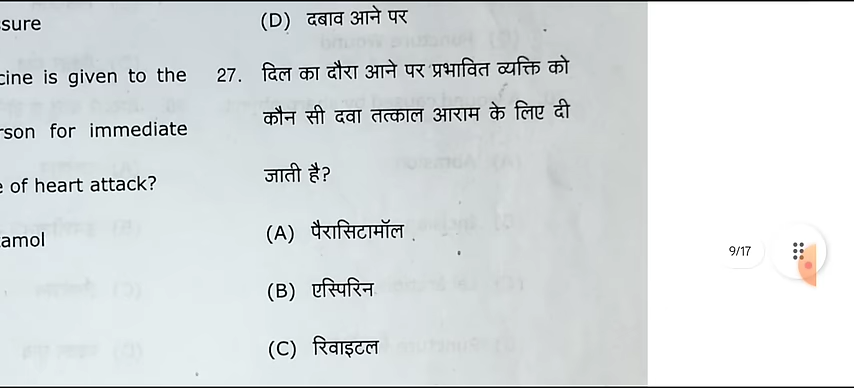 sure
(D) दबाव आने पर
cine is given to the
27. दिल का दौरा आने पर प्रभावित व्यक्ति को
rson for immediate
कौन सी दवा तत्काल आराम के लिए दी
e of heart attack?
जाती है?
amol
(A) पैरासिटामॉल
9/17
(B) एस्पिरिन
(C) रिवाइटल